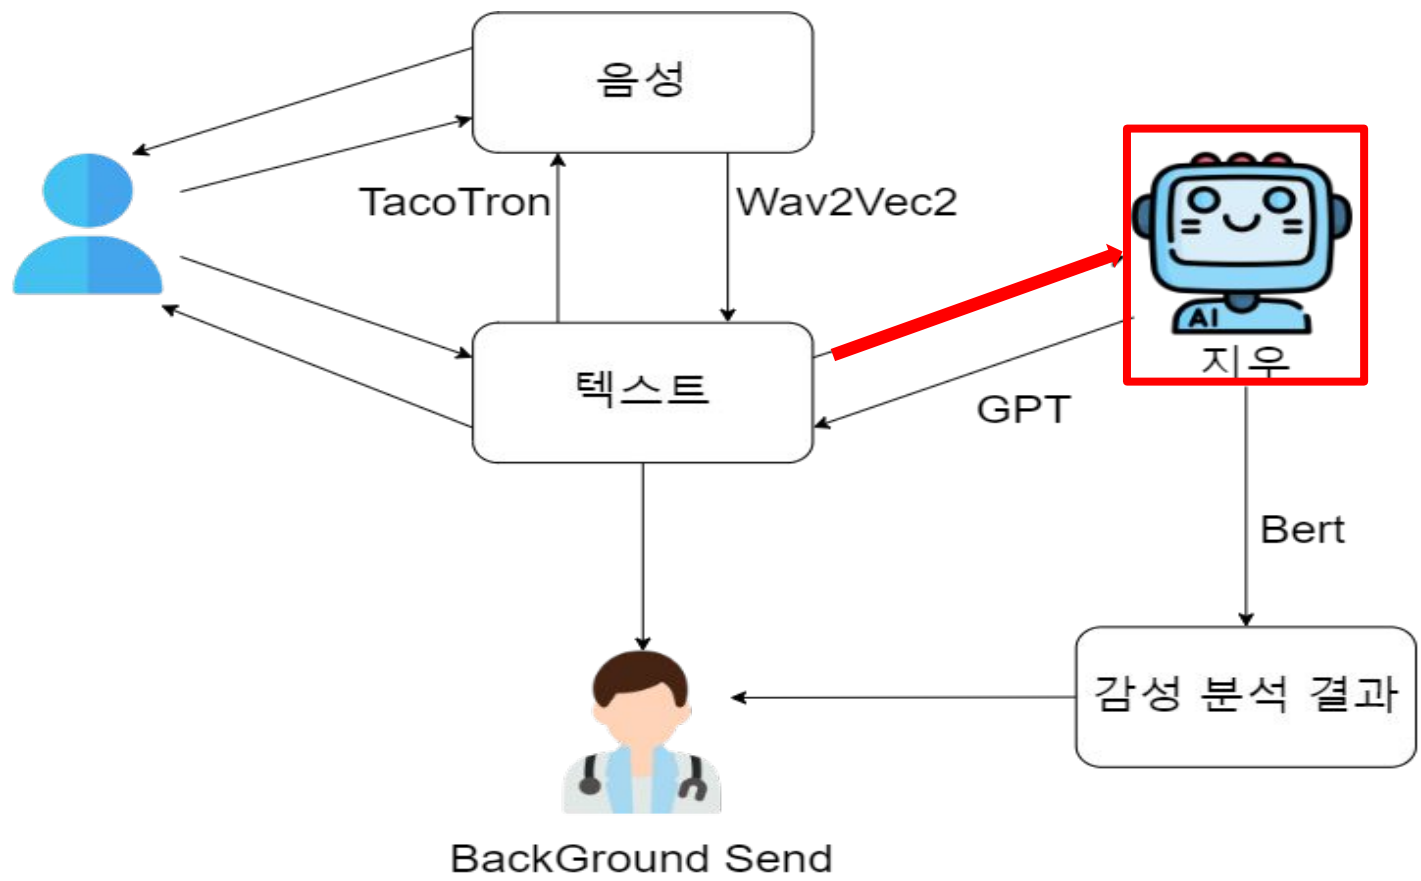 음성
TacoTron
Wav2Vec2
AI
지우
텍스트
GPT
Bert
감성 분석 결과
BackGround Send